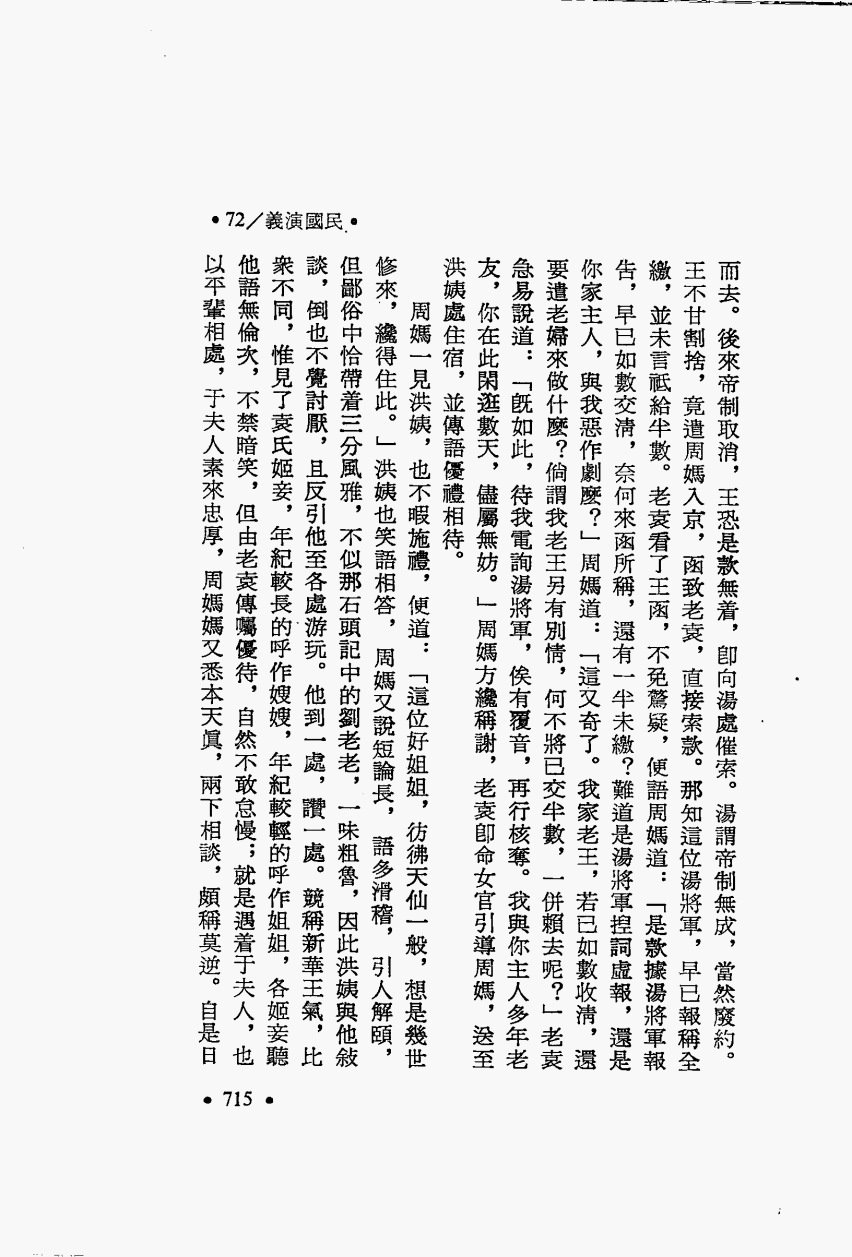 •72／義演國民•
而去。後來帝制取消，王恐是款無着，卽向湯處催索。湯謂帝制無成，當然廢約。
王不甘割捨，竟遣周媽入京，函致老袁，直接索款。那知這位湯將軍，早已報稱全
繳，並未言祇給半數。老袁看了王函，不免驚疑，便語周媽道：「是款據湯將軍報
告，早已如數交清，奈何來函所稱，還有一半未繳？難道是湯將軍捏詞虛報，還是
你家主人，與我惡作劇麼？」周媽道：「這又奇了。我家老王，若已如數收清，還
要遣老婦來做什麼？倘謂我老王另有別情，何不將已交半數，一併賴去呢？」老袁
急易說道：「旣如此，待我電詢湯將軍，俟有覆音，再行核奪。我與你主人多年老
友，你在此閑逛數天，儘屬無妨。」周媽方纔稱謝，老袁卽命女官引導周媽，送至
洪姨處住宿，並傳語優禮相待。
周媽一見洪姨，也不暇施禮，便道：「這位好姐姐，彷彿天仙一般，想是幾世
修來，纔得住此。」洪姨也笑語相答，周媽又說短論長，語多滑稽，引人解頤，
但鄙俗中恰帶着三分風雅，不似那石頭記中的劉老老，一味粗魯，因此洪姨與他敍
談，倒也不覺討厭，且反引他至各處游玩。他到一處，讚一處。競稱新華王氣，比
衆不同，惟見了袁氏姬妾，年紀較長的呼作嫂嫂，年紀較輕的呼作姐姐，各姬妾聽
他語無倫次，不禁暗笑，但由老袁傳囑優待，自然不敢怠慢；就是遇着于夫人，也
以平輩相處，于夫人素來忠厚，周媽媽又悉本天眞，兩下相談，頗稱莫逆。自是日
•715•